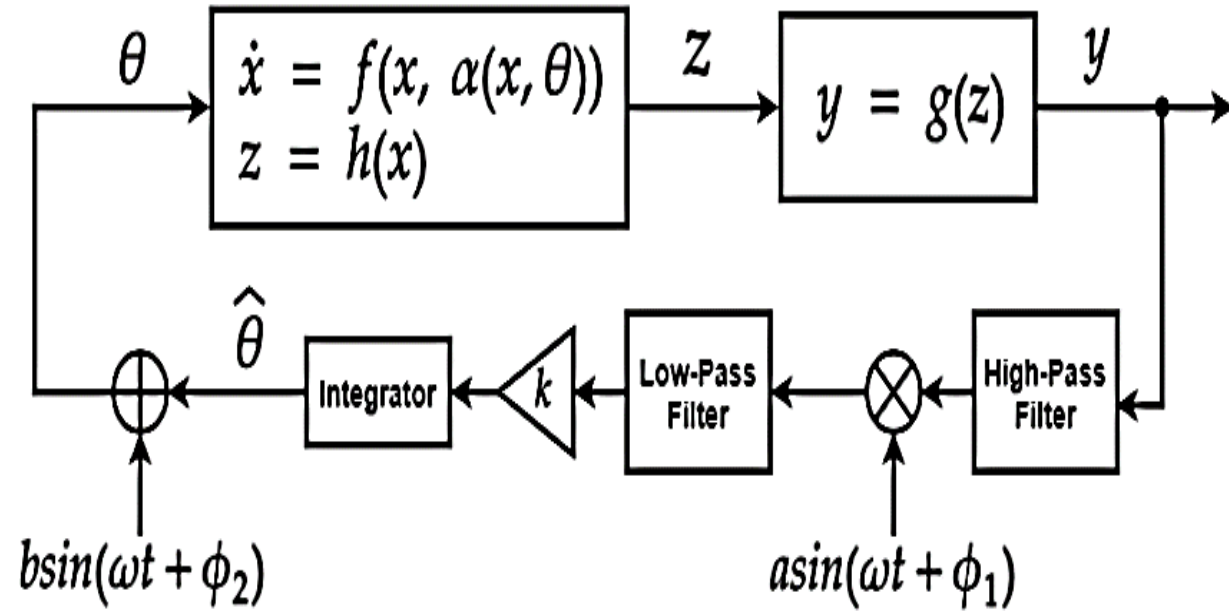 θ
ẋ = f(x, α(x, θ))
z = h(x)
z
y = g(z)
y
θ̂
Integrator
k
Low-Pass
Filter
High-Pass
Filter
bsin(ωt + ϕ₂)
asin(ωt + ϕ₁)